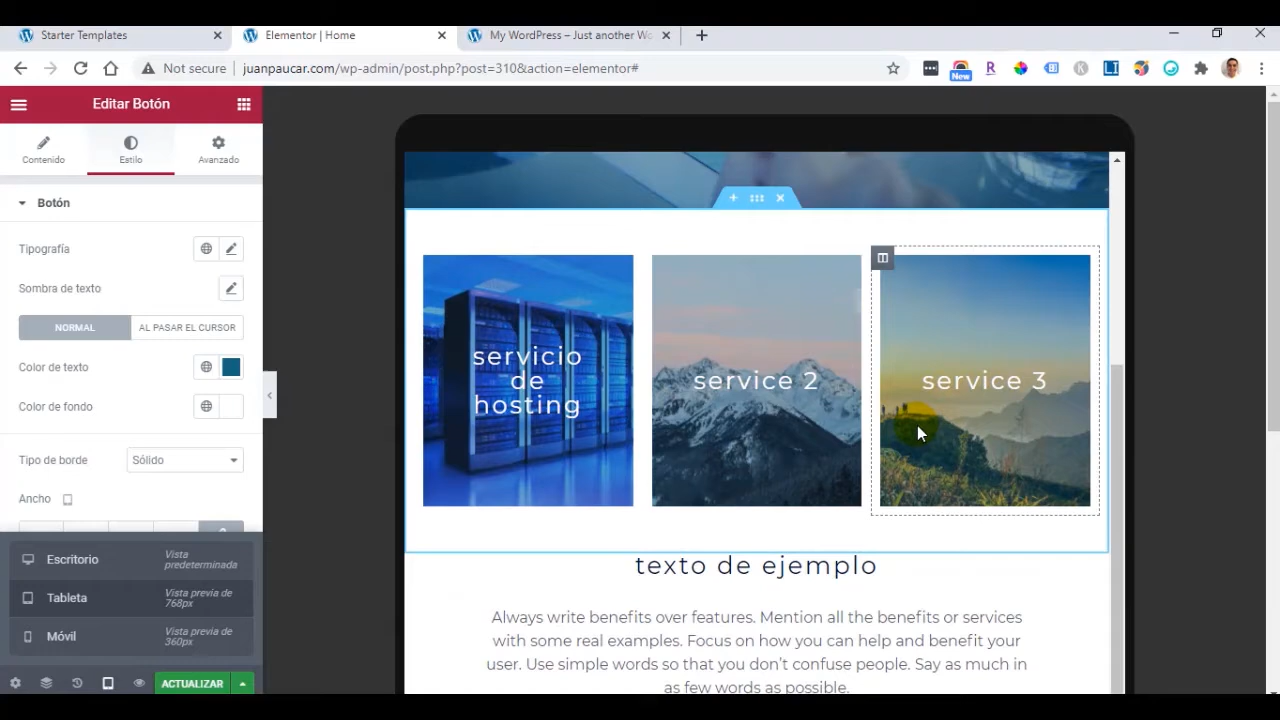 Starter Templates
Elementor | Home
My WordPress – Just another Wo
Not secure
juanpaucar.com/wp-admin/post.php?post=310&action=elementor#
New
Editar Botón
Contenido
Estilo
Avanzado
Botón
Tipografía
Sombra de texto
NORMAL
AL PASAR EL CURSOR
Color de texto
Color de fondo
Tipo de borde
Sólido
Ancho
Escritorio
Vista
predeterminada
Tableta
Vista previa de
768px
Móvil
Vista previa de
360px
ACTUALIZAR
servicio
de
hosting
service 2
service 3
texto de ejemplo
Always write benefits over features. Mention all the benefits or services
with some real examples. Focus on how you can help and benefit your
user. Use simple words so that you don't confuse people. Say as much in
as few words as possible.